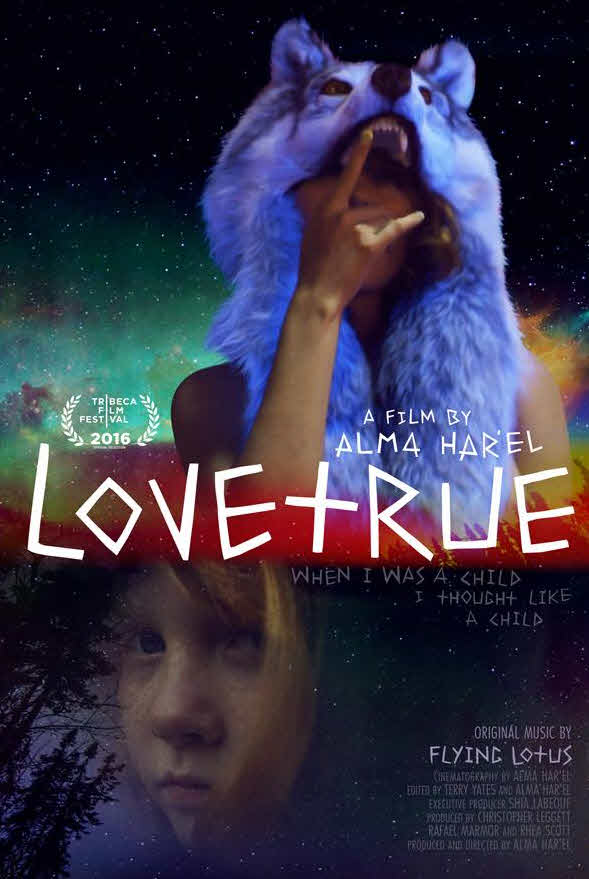 A FILM BY
ALMA HAR'EL
TRIBECA
FILM
FESTIVAL
2016
OFFICIAL SELECTION
LOVETRUE
WHEN I WAS A CHILD
I THOUGHT LIKE
A CHILD
ORIGINAL MUSIC BY
FLYING LOTUS
CINEMATOGRAPHY BY ALMA HAR'EL
EDITED BY TERRY YATES AND ALMA HAR'EL
EXECUTIVE PRODUCER SHIA LABEOUF
PRODUCED BY CHRISTOPHER LEGGETT
RAFAEL MARMOR AND RHEA SCOTT
PRODUCED AND DIRECTED BY ALMA HAR'EL